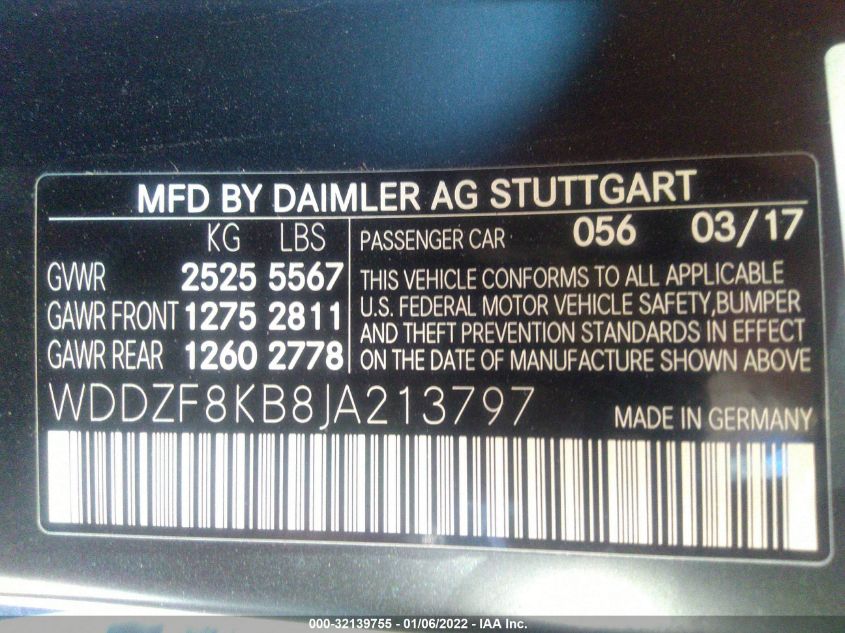 MFD BY DAIMLER AG STUTTGART
KG LBS PASSENGER CAR 056 03/17
GVWR 2525 5567 THIS VEHICLE CONFORMS TO ALL APPLICABLE
GAWR FRONT 1275 2811 U.S. FEDERAL MOTOR VEHICLE SAFETY,BUMPER
AND THEFT PREVENTION STANDARDS IN EFFECT
GAWR REAR 1260 2778 ON THE DATE OF MANUFACTURE SHOWN ABOVE
WDDZF8KB8JA213797 MADE IN GERMANY
000-32139755 - 01/06/2022 - IAA Inc.